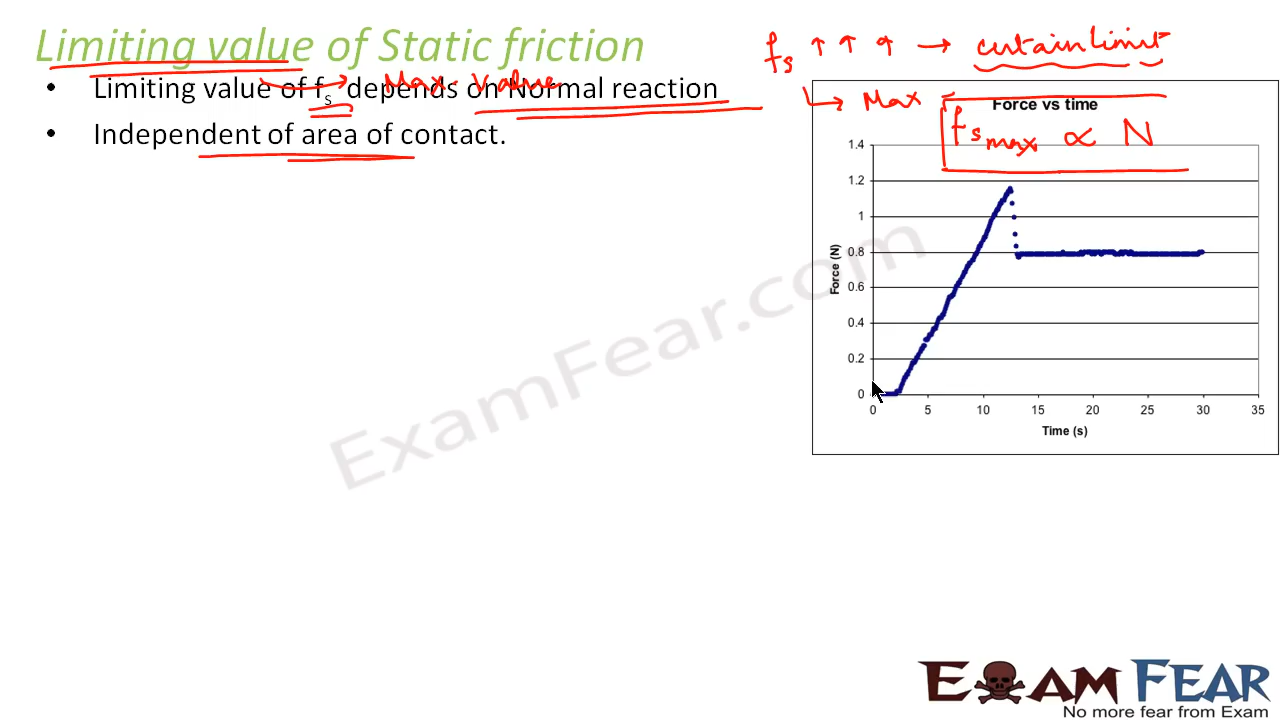 Limiting value of Static friction
fs ↑ ↑ ↑ → certain limit
• Limiting value of fs depends on Normal reaction
→ Max. Value
↳ Max
• Independent of area of contact.
Force vs time
fs max ∝ N
1.4
1.2
1
0.8
0.6
0.4
0.2
0
Force (N)
0 5 10 15 20 25 30 35
Time (s)
ExamFear.com
EXAM FEAR
No more fear from Exam